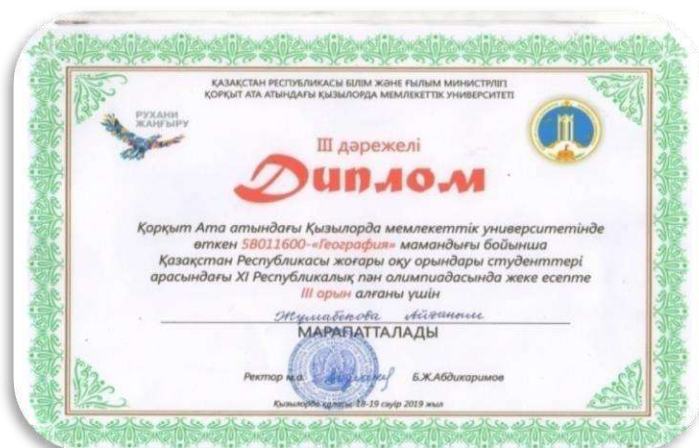 ҚАЗАҚСТАН РЕСПУБЛИКАСЫ БІЛІМ ЖӘНЕ ҒЫЛЫМ МИНИСТРЛІГІ
ҚОРҚЫТ АТА АТЫНДАҒЫ ҚЫЗЫЛОРДА МЕМЛЕКЕТТІК УНИВЕРСИТЕТІ
РУХАНИ
ЖАҢҒЫРУ
III дәрежелі
Диплом
Қорқыт Ата атындағы Қызылорда мемлекеттік университетінде
өткен 5В011600-«География» мамандығы бойынша
Қазақстан Республикасы жоғары оқу орындары студенттері
арасындағы XI Республикалық пән олимпиадасында жеке есепте
III орын алғаны үшін
Жумабекова
МАРАПАТТАЛАДЫ
Ректор м.а. Б.Ж.Абдикаримов
Қызылорда қаласы, 18-19 сәуір 2019 жыл